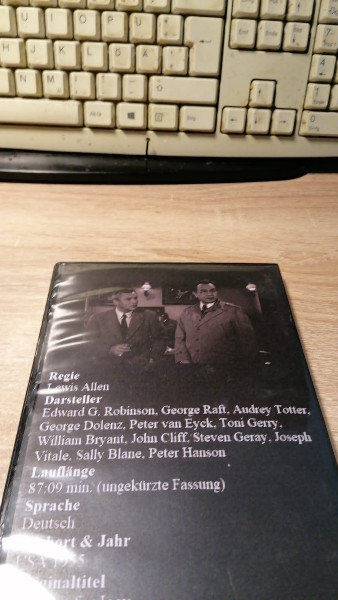 U I O P Ü
J K L Ö Ä
N M
Regie
Lewis Allen
Darsteller
Edward G. Robinson, George Raft, Audrey Totter,
George Dolenz, Peter van Eyck, Toni Gerry,
William Bryant, John Cliff, Steven Geray, Joseph
Vitale, Sally Blane, Peter Hanson
Lauflänge
87:09 min. (ungekürzte Fassung)
Sprache
Deutsch
& Jahr
USA 1955